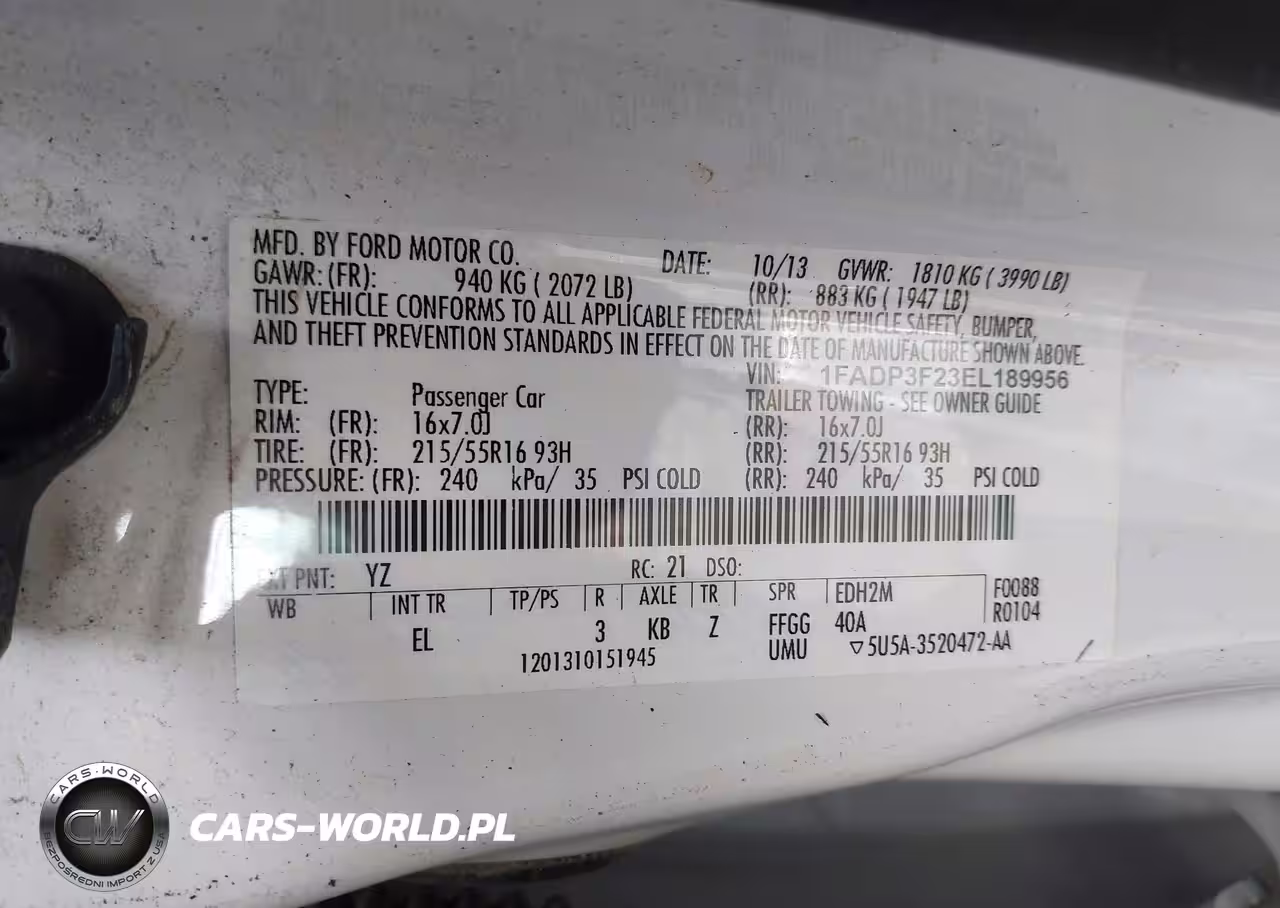 MFD. BY FORD MOTOR CO. DATE: 10/13 GVWR: 1810 KG ( 3990 LB)
GAWR: (FR): 940 KG ( 2072 LB) (RR): 883 KG ( 1947 LB)
THIS VEHICLE CONFORMS TO ALL APPLICABLE FEDERAL MOTOR VEHICLE SAFETY, BUMPER,
AND THEFT PREVENTION STANDARDS IN EFFECT ON THE DATE OF MANUFACTURE SHOWN ABOVE.
VIN: 1FADP3F23EL189956
TYPE: Passenger Car TRAILER TOWING - SEE OWNER GUIDE
RIM: (FR): 16x7.0J (RR): 16x7.0J
TIRE: (FR): 215/55R16 93H (RR): 215/55R16 93H
PRESSURE: (FR): 240 kPa/ 35 PSI COLD (RR): 240 kPa/ 35 PSI COLD
EXT PNT: YZ RC: 21 DSO:
WB INT TR TP/PS R AXLE TR SPR EDH2M F0088
R0104
EL 3 KB Z FFGG 40A
1201310151945 UMU ▽5U5A-3520472-AA
CARS-WORLD
CW
BEZPOŚREDNI IMPORT Z USA
CARS-WORLD.PL